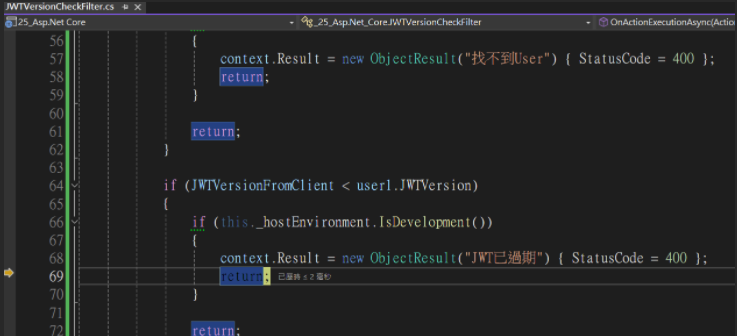 JWTVersionCheckFilter.cs
25_Asp.Net Core
_25_Asp.Net_Core.JWTVersionCheckFilter
OnActionExecutionAsync(Actio
56 {
57 context.Result = new ObjectResult("找不到User") { StatusCode = 400 };
58 return;
59 }
60
61 return;
62 }
63
64 if (JWTVersionFromClient < user1.JWTVersion)
65 {
66 if (this._hostEnvironment.IsDevelopment())
67 {
68 context.Result = new ObjectResult("JWT已過期") { StatusCode = 400 };
69 return; 已歷時 ≤ 2 毫秒
70 }
71
72 return;